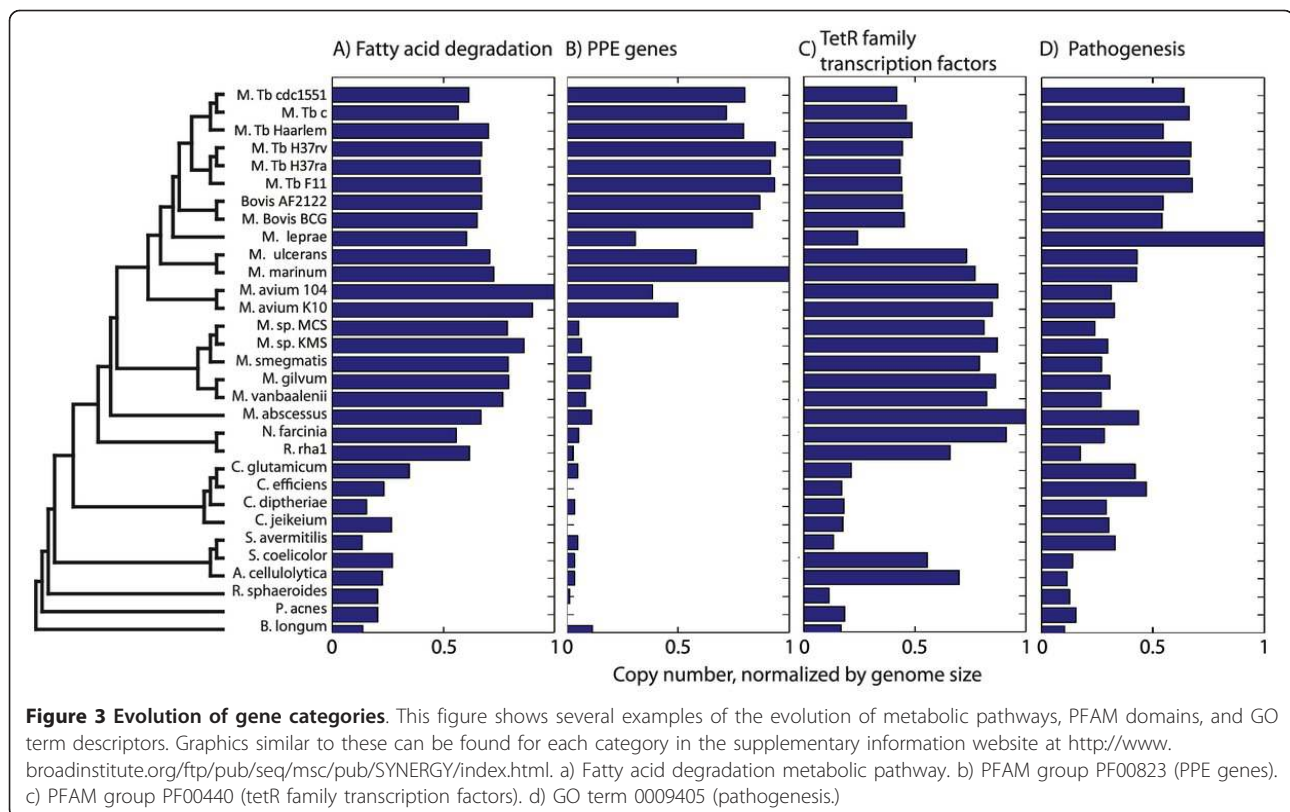 A) Fatty acid degradation
B) PPE genes
C) TetR family
transcription factors
D) Pathogenesis
M. Tb cdc1551
M. Tb c
M. Tb Haarlem
M. Tb H37rv
M. Tb H37ra
M. Tb F11
Bovis AF2122
M. Bovis BCG
M. leprae
M. ulcerans
M. marinum
M. avium 104
M. avium K10
M. sp. MCS
M. sp. KMS
M. smegmatis
M. gilvum
M. vanbaalenii
M. abscessus
N. farcinia
R. rha1
C. glutamicum
C. efficiens
C. diptheriae
C. jeikeium
S. avermitilis
S. coelicolor
A. cellulolytica
R. sphaeroides
P. acnes
B. longum
0 0.5 1 0 0.5 1 0 0.5 1 0 0.5 1
Copy number, normalized by genome size
Figure 3 Evolution of gene categories. This figure shows several examples of the evolution of metabolic pathways, PFAM domains, and GO
term descriptors. Graphics similar to these can be found for each category in the supplementary information website at http://www.
broadinstitute.org/ftp/pub/seq/msc/pub/SYNERGY/index.html. a) Fatty acid degradation metabolic pathway. b) PFAM group PF00823 (PPE genes).
c) PFAM group PF00440 (tetR family transcription factors). d) GO term 0009405 (pathogenesis.)